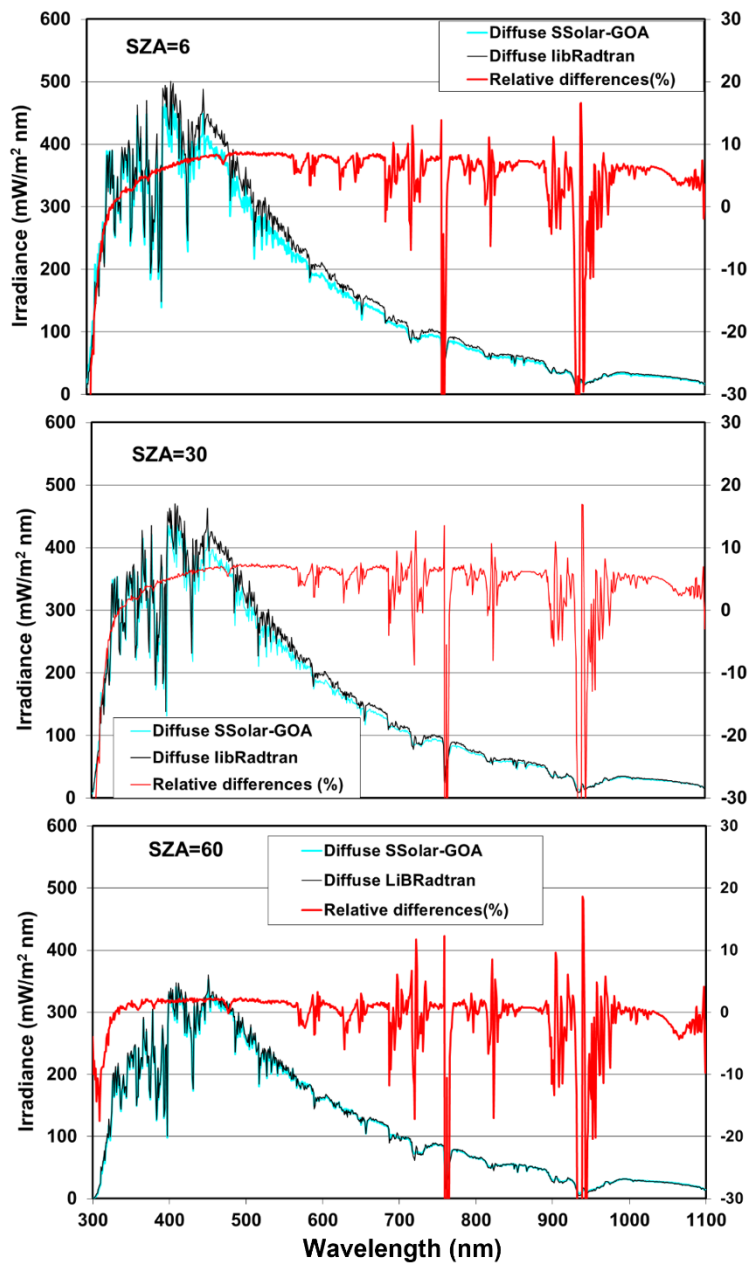 SZA=6
Diffuse SSolar-GOA
Diffuse libRadtran
Relative differences(%)
Irradiance (mW/m² nm)
600
500
400
300
200
100
0
30
20
10
0
-10
-20
-30
SZA=30
Diffuse SSolar-GOA
Diffuse libRadtran
Relative differences (%)
Irradiance (mW/m² nm)
600
500
400
300
200
100
0
30
20
10
0
-10
-20
-30
SZA=60
Diffuse SSolar-GOA
Diffuse LiBRadtran
Relative differences(%)
Irradiance (mW/m² nm)
600
500
400
300
200
100
0
30
20
10
0
-10
-20
-30
300 400 500 600 700 800 900 1000 1100
Wavelength (nm)